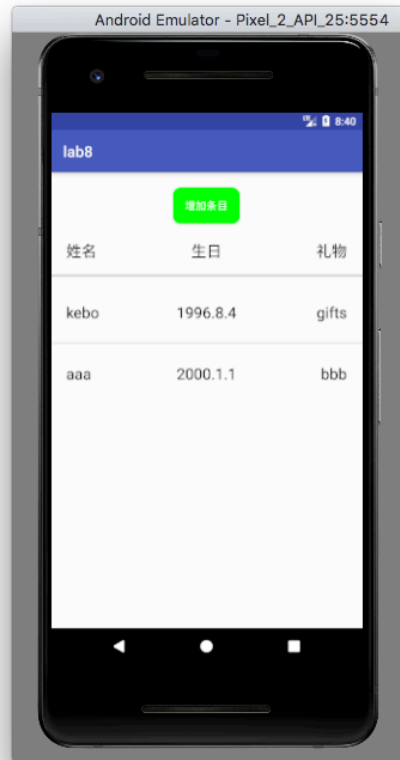 Android Emulator - Pixel_2_API_25:5554
8:40
lab8
增加条目
姓名 生日 礼物
kebo 1996.8.4 gifts
aaa 2000.1.1 bbb